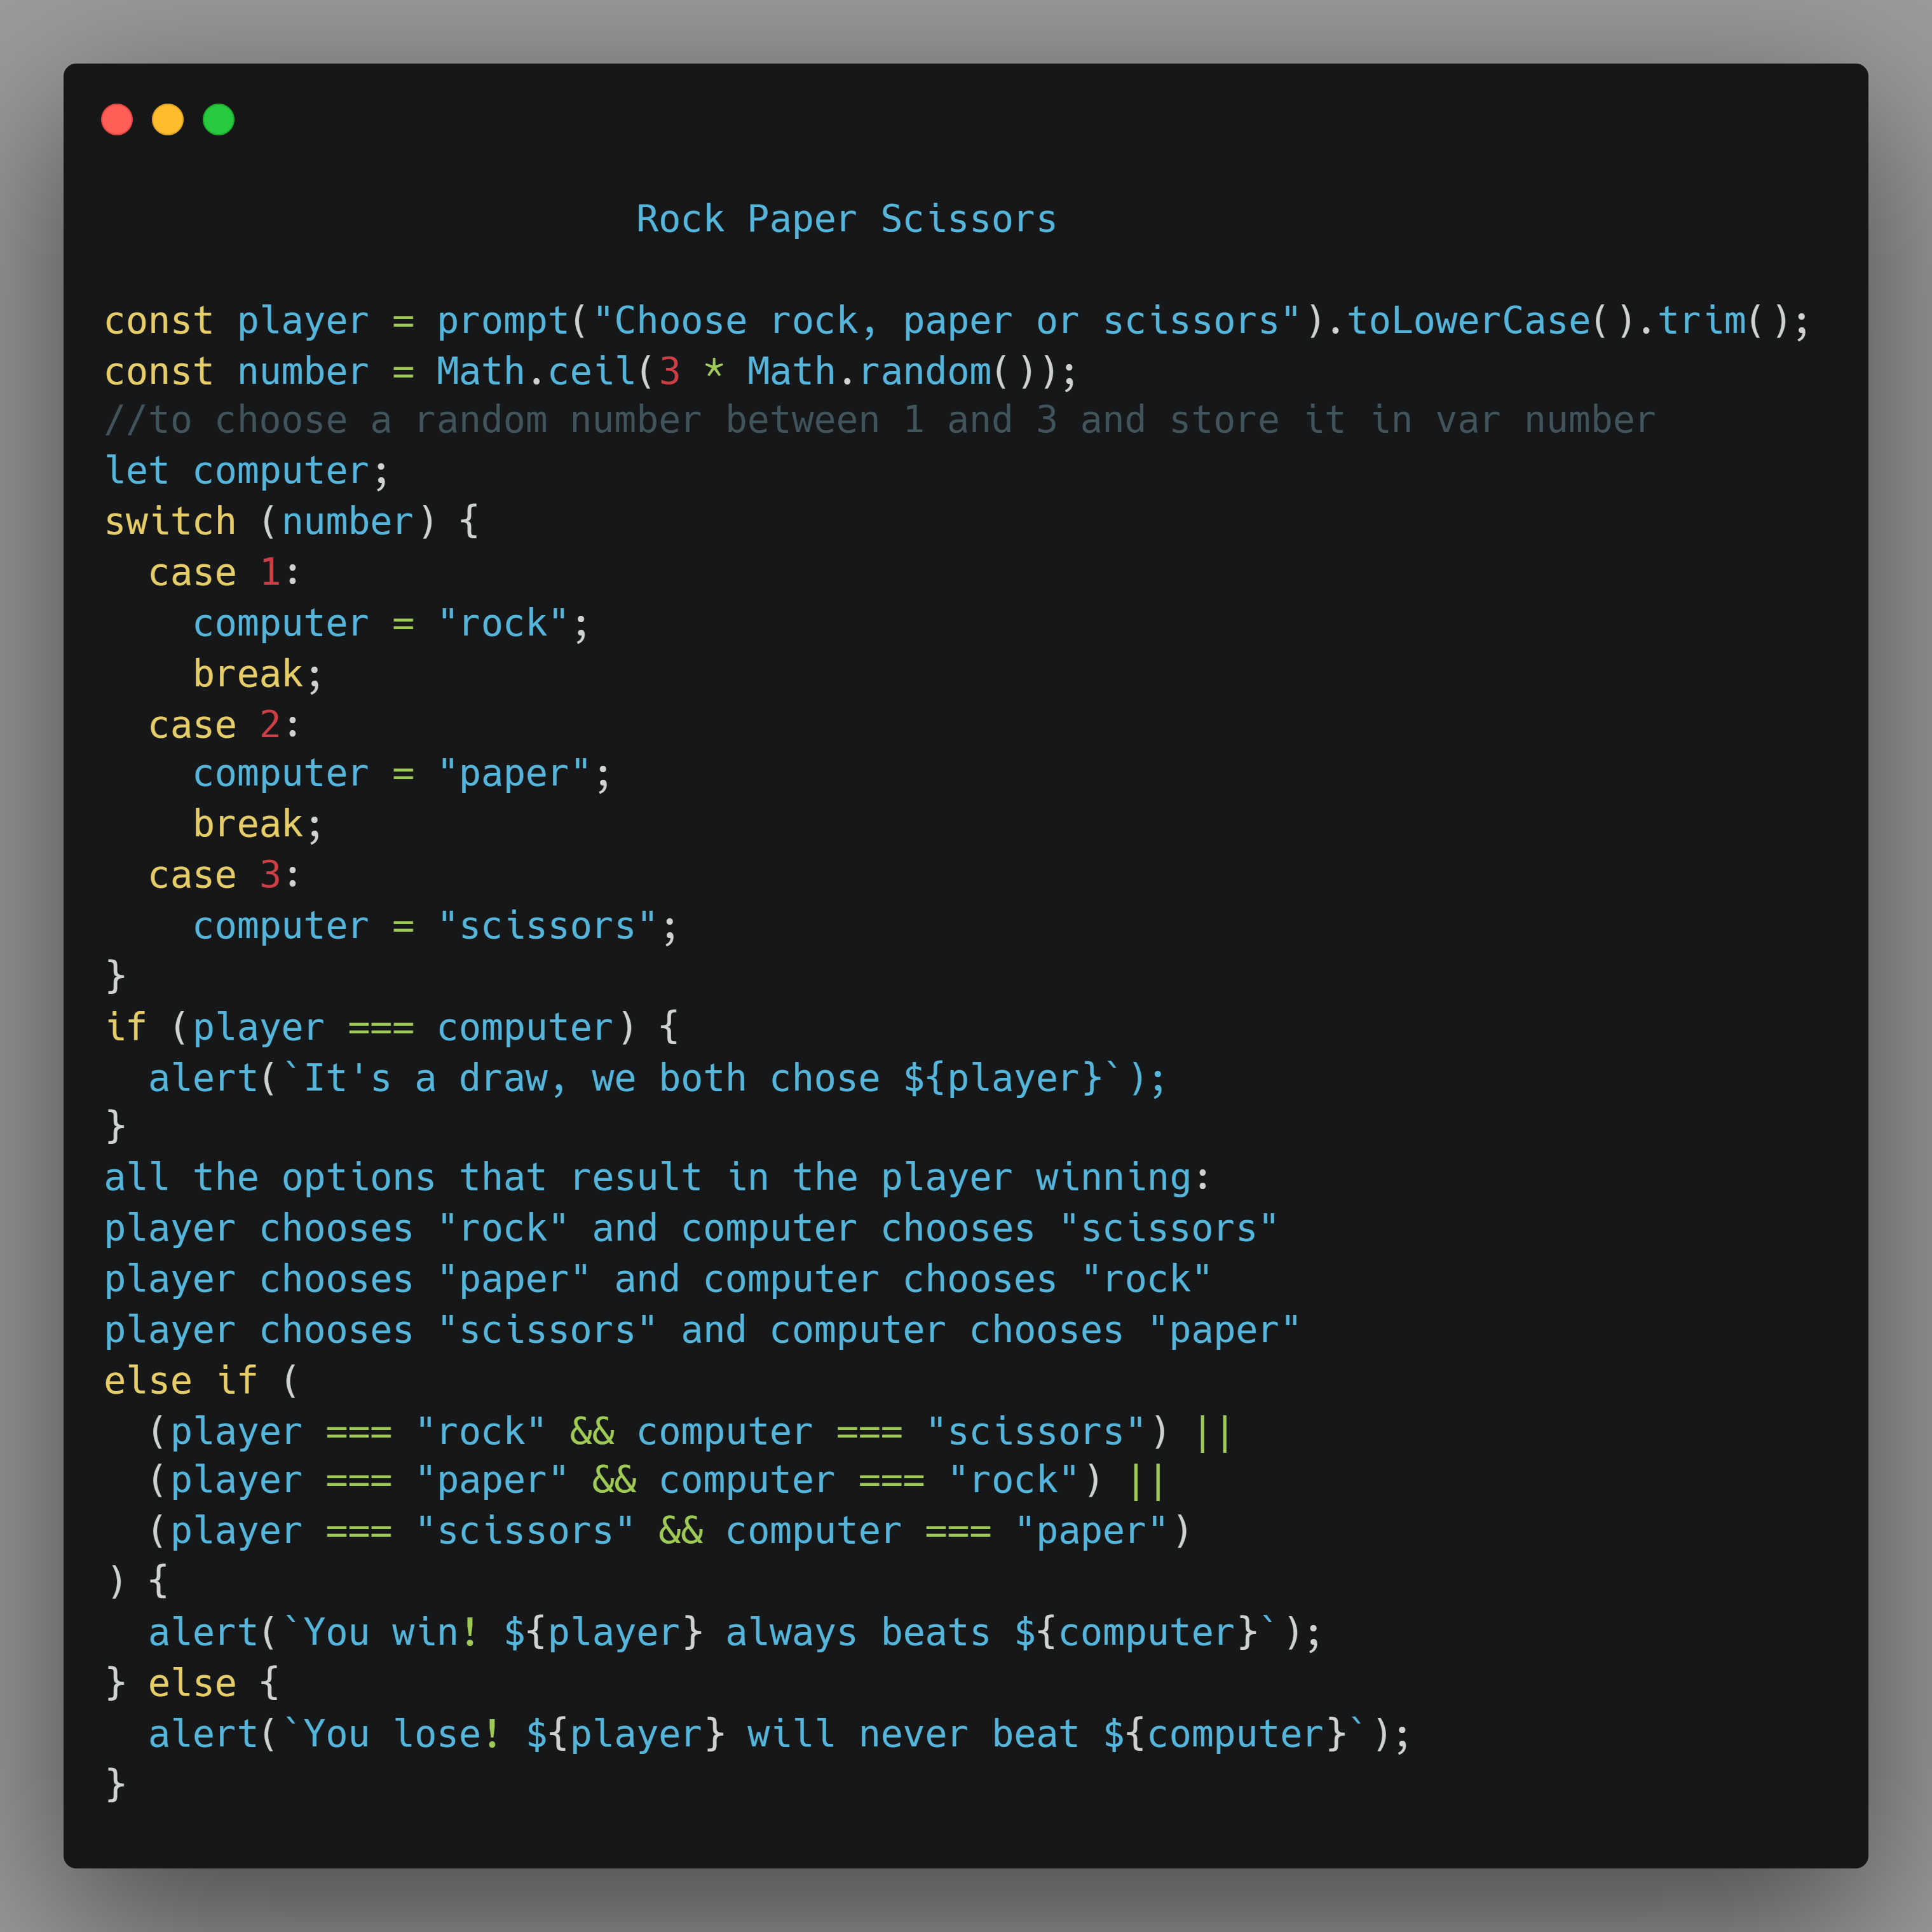 Rock Paper Scissors
const player = prompt("Choose rock, paper or scissors").toLowerCase().trim();
const number = Math.ceil(3 * Math.random());
//to choose a random number between 1 and 3 and store it in var number
let computer;
switch (number) {
  case 1:
    computer = "rock";
    break;
  case 2:
    computer = "paper";
    break;
  case 3:
    computer = "scissors";
}
if (player === computer) {
  alert(`It's a draw, we both chose ${player}`);
}
all the options that result in the player winning:
player chooses "rock" and computer chooses "scissors"
player chooses "paper" and computer chooses "rock"
player chooses "scissors" and computer chooses "paper"
else if (
  (player === "rock" && computer === "scissors") ||
  (player === "paper" && computer === "rock") ||
  (player === "scissors" && computer === "paper")
) {
  alert(`You win! ${player} always beats ${computer}`);
} else {
  alert(`You lose! ${player} will never beat ${computer}`);
}